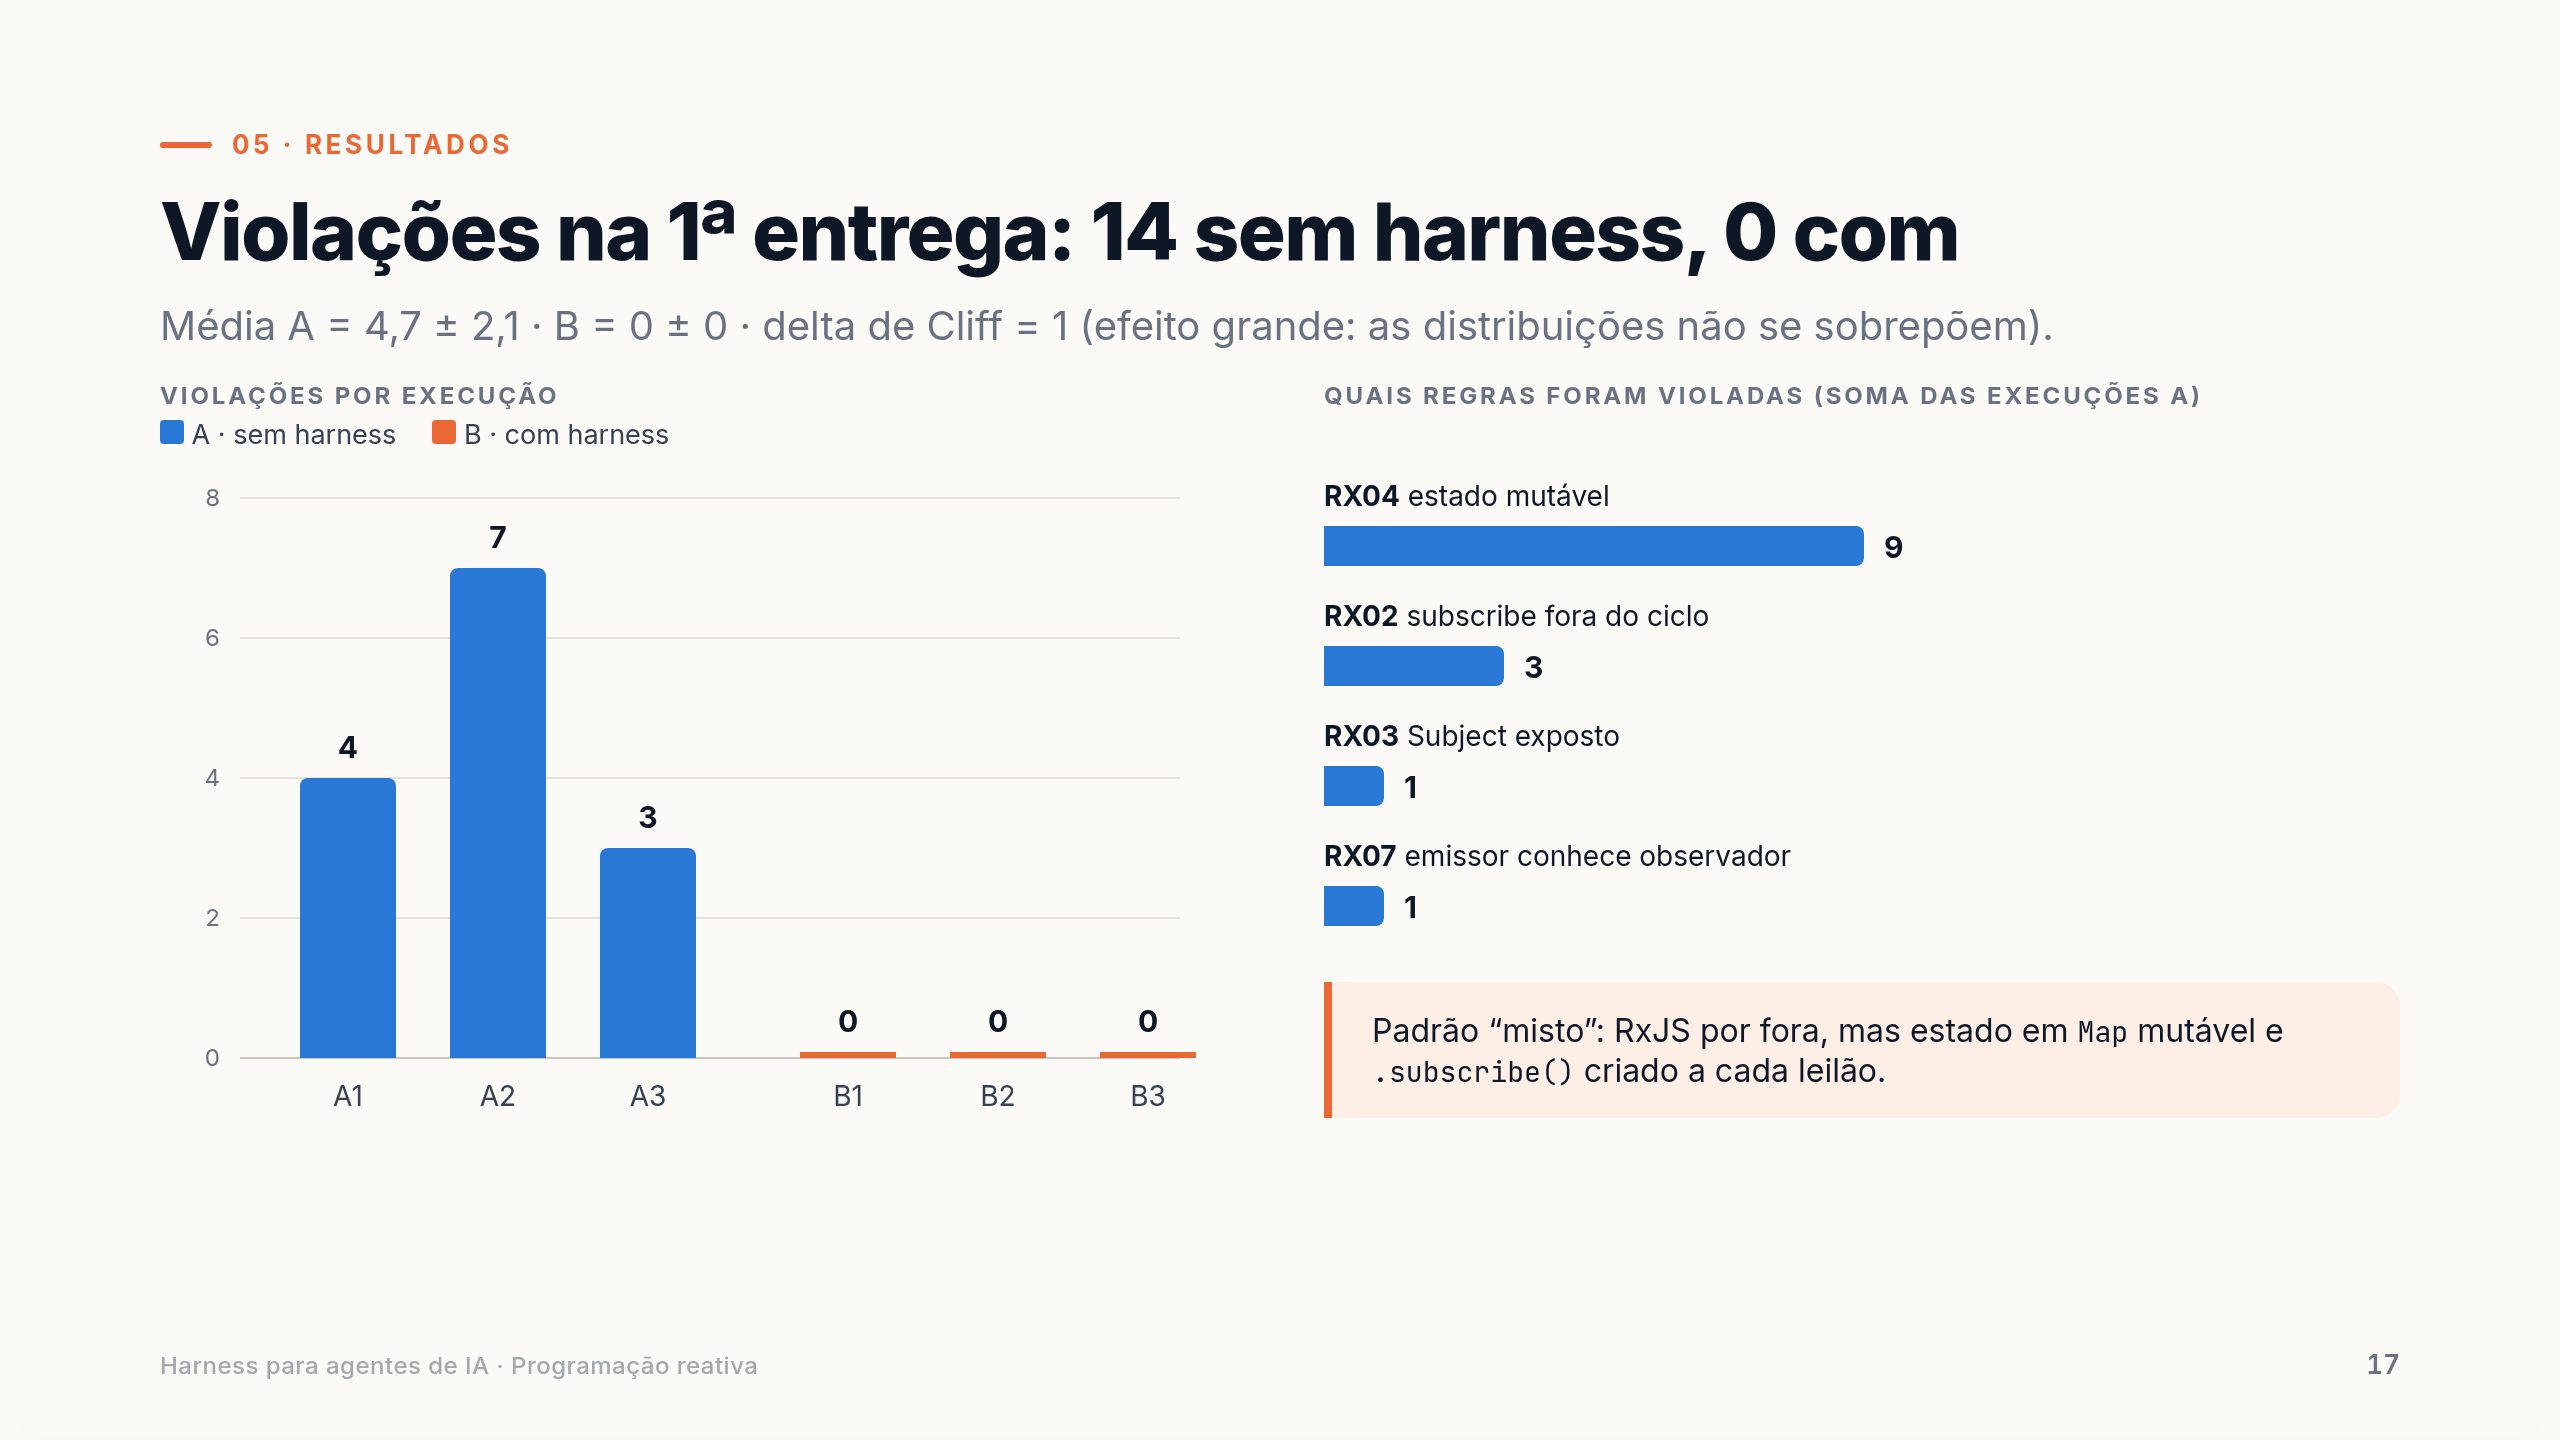 05 · RESULTADOS
Violações na 1ª entrega: 14 sem harness, 0 com
Média A = 4,7 ± 2,1 · B = 0 ± 0 · delta de Cliff = 1 (efeito grande: as distribuições não se sobrepõem).
VIOLAÇÕES POR EXECUÇÃO
A · sem harness B · com harness
8
7
6
4
4
3
2
0 0 0
0
A1 A2 A3 B1 B2 B3
QUAIS REGRAS FORAM VIOLADAS (SOMA DAS EXECUÇÕES A)
RX04 estado mutável
9
RX02 subscribe fora do ciclo
3
RX03 Subject exposto
1
RX07 emissor conhece observador
1
Padrão “misto”: RxJS por fora, mas estado em Map mutável e
.subscribe() criado a cada leilão.
Harness para agentes de IA · Programação reativa
17